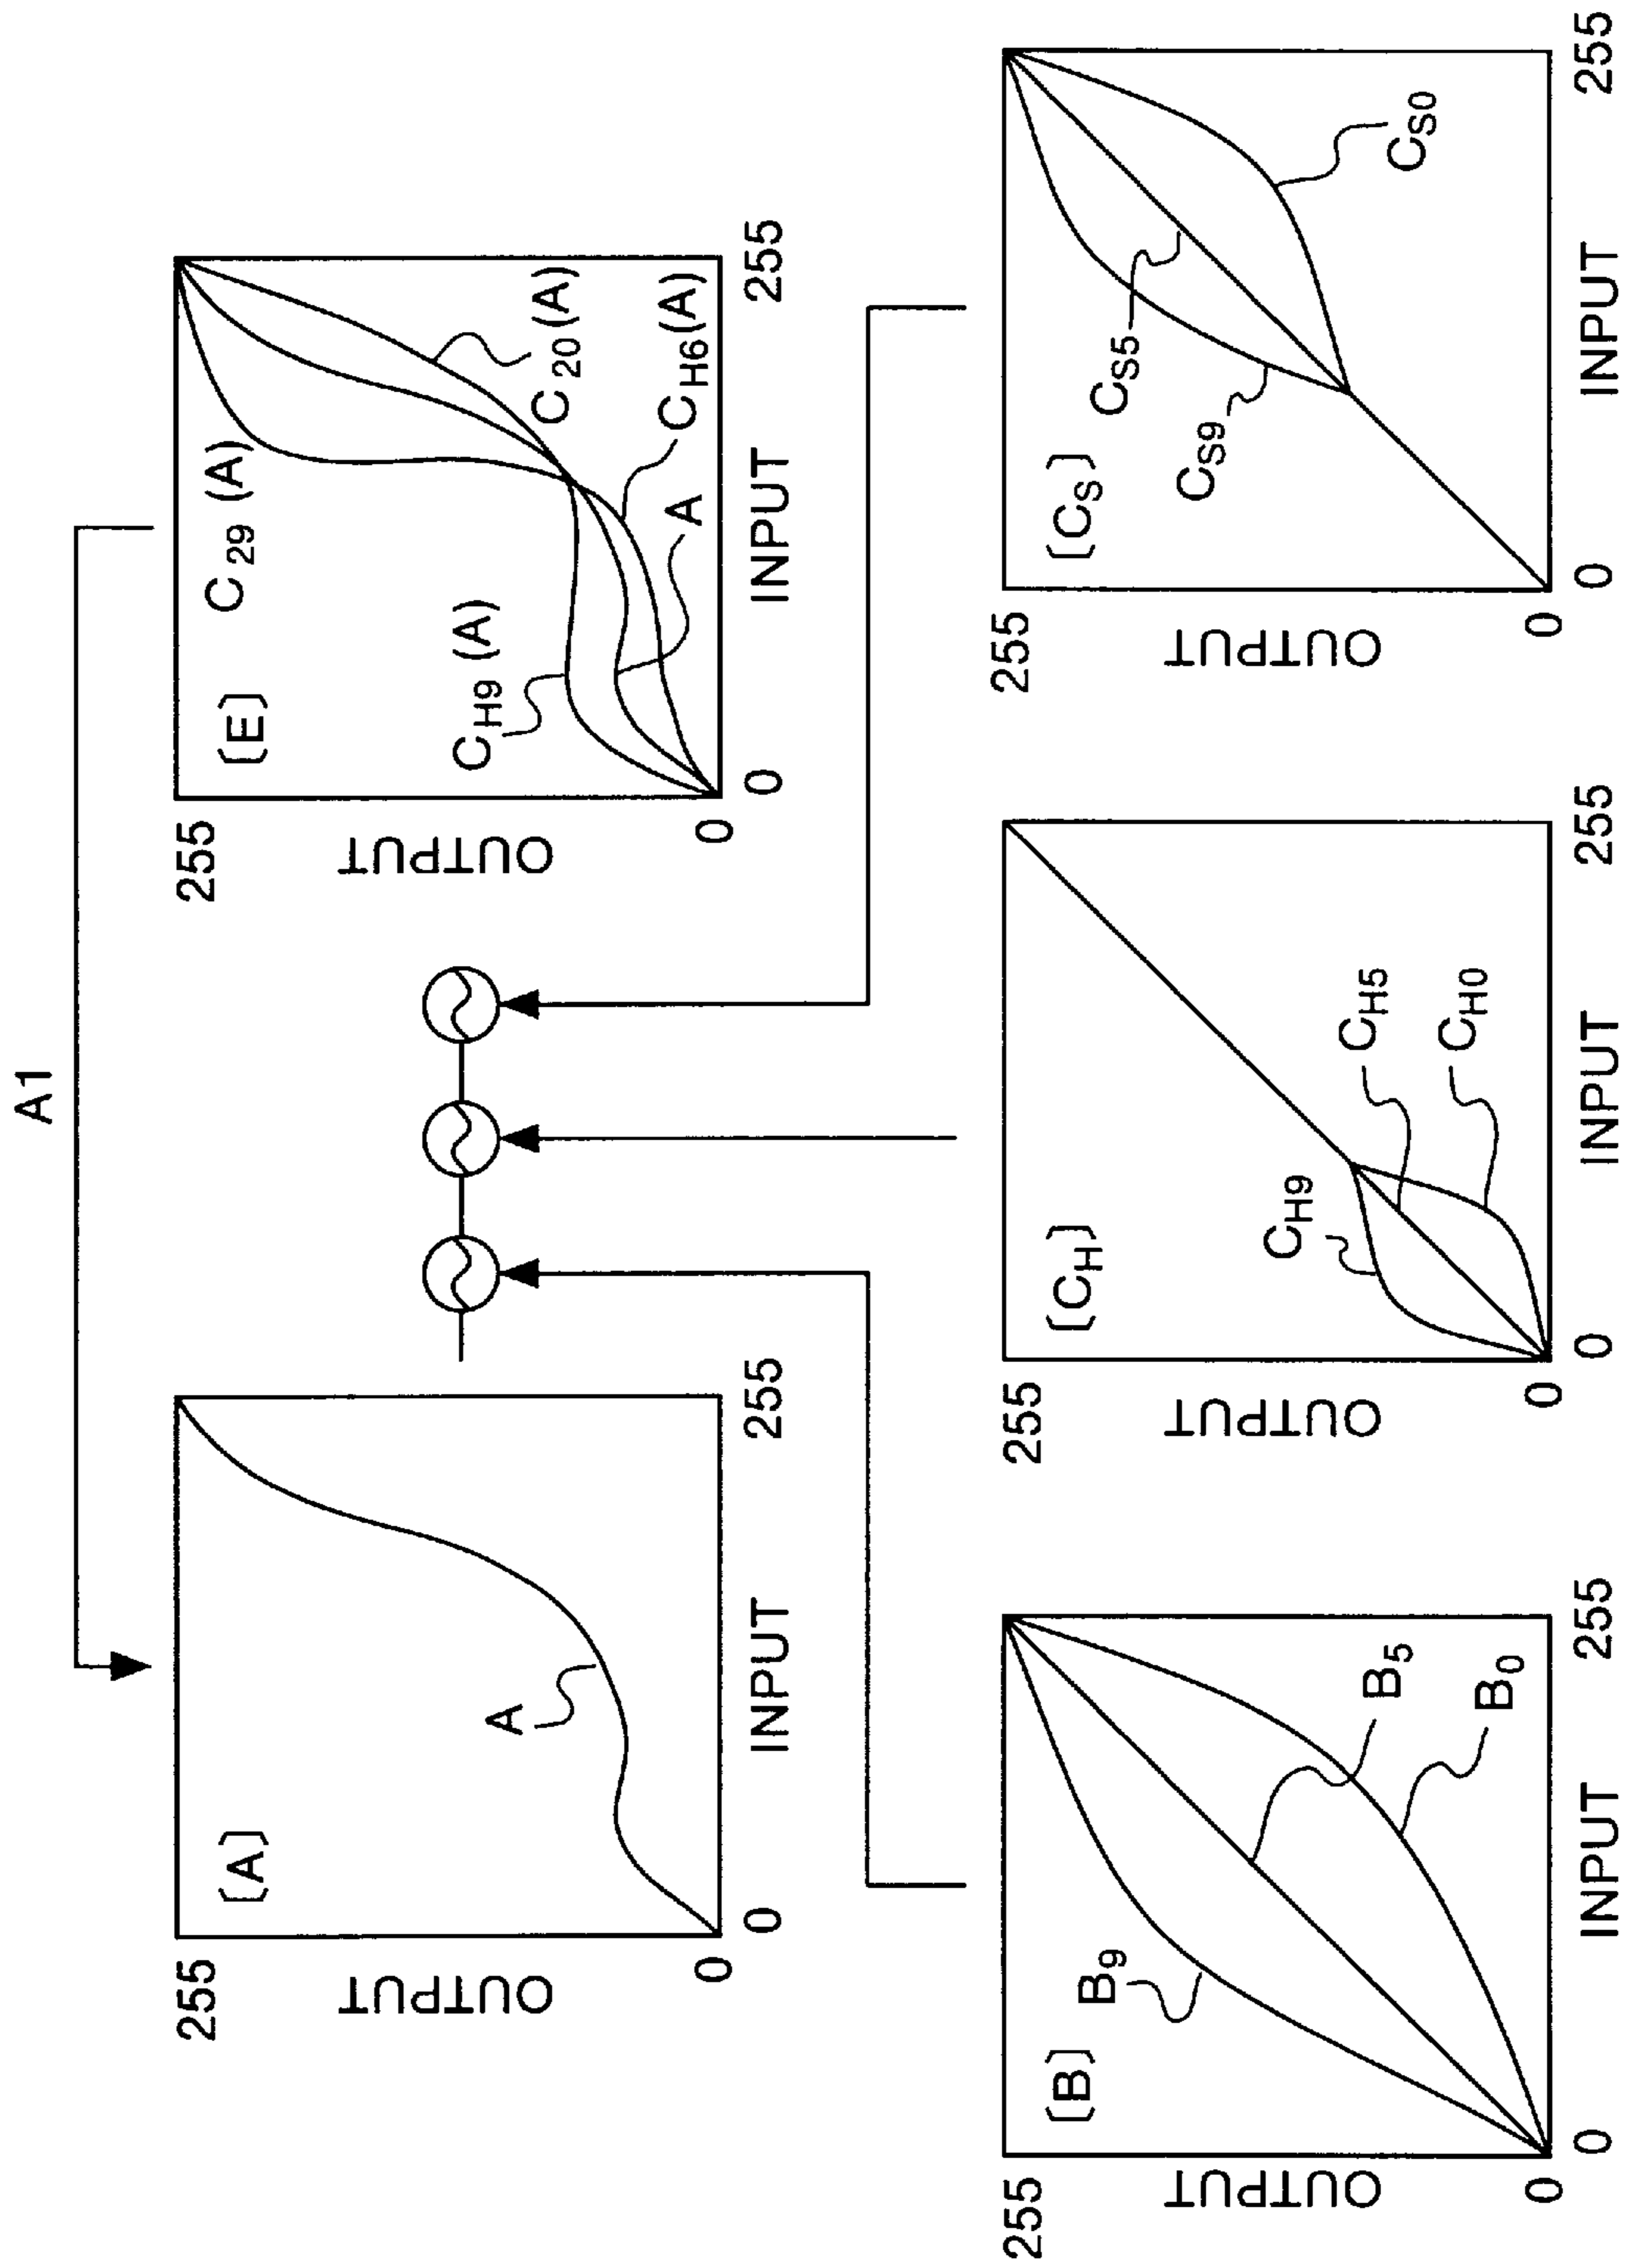 A1
[A]
255
OUTPUT
0
A
0
INPUT
255
[E]
255
OUTPUT
0
C29 (A)
CH9 (A)
C20 (A)
CH6 (A)
A
0
INPUT
255
[B]
255
OUTPUT
0
B9
B5
B0
0
INPUT
255
[CH]
255
OUTPUT
0
CH9
CH5
CH0
0
INPUT
255
[CS]
255
OUTPUT
0
CS9
CS5
CS0
0
INPUT
255